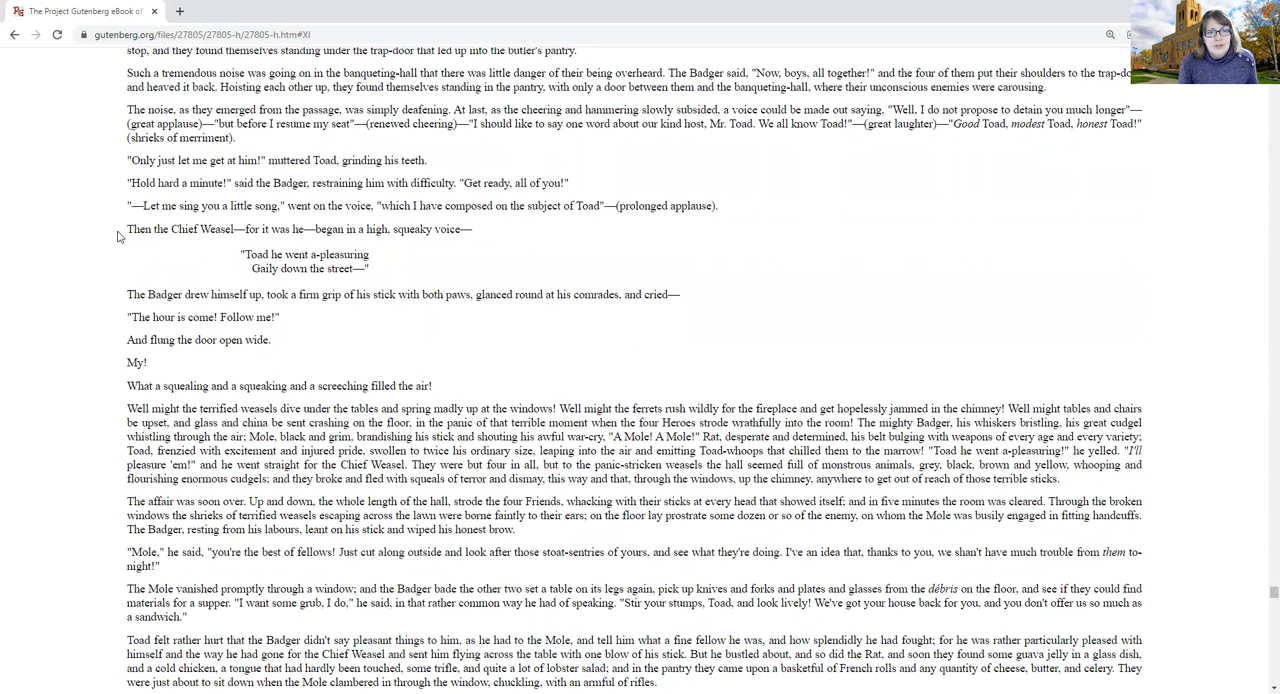 The Project Gutenberg eBook of
gutenberg.org/files/27805-h/27805-h.htm#XI
stop, and they found themselves standing under the trap-door that led up into the butler's pantry.
Such a tremendous noise was going on in the banqueting-hall that there was little danger of their being overheard. The Badger said, "Now, boys, all together!" and the four of them put their shoulders to the trap-do
and heaved it back. Hoisting each other up, they found themselves standing in the pantry, with only a door between them and the banqueting-hall, where their unconscious enemies were carousing.
The noise, as they emerged from the passage, was simply deafening. At last, as the cheering and hammering slowly subsided, a voice could be made out saying, "Well, I do not propose to detain you much longer"—
(great applause)—"but before I resume my seat"—(renewed cheering)—"I should like to say one word about our kind host, Mr. Toad. We all know Toad!"—(great laughter)—"Good Toad, modest Toad, honest Toad!"
(shrieks of merriment).
"Only just let me get at him!" muttered Toad, grinding his teeth.
"Hold hard a minute!" said the Badger, restraining him with difficulty. "Get ready, all of you!"
"—Let me sing you a little song," went on the voice, "which I have composed on the subject of Toad"—(prolonged applause).
Then the Chief Weasel—for it was he—began in a high, squeaky voice—
"Toad he went a-pleasuring
Gaily down the street—"
The Badger drew himself up, took a firm grip of his stick with both paws, glanced round at his comrades, and cried—
"The hour is come! Follow me!"
And flung the door open wide.
My!
What a squealing and a squeaking and a screeching filled the air!
Well might the terrified weasels dive under the tables and spring madly up at the windows! Well might the ferrets rush wildly for the fireplace and get hopelessly jammed in the chimney! Well might tables and chairs
be upset, and glass and china be sent crashing on the floor, in the panic of that terrible moment when the four Heroes strode wrathfully into the room! The mighty Badger, his whiskers bristling, his great cudgel
whistling through the air; Mole, black and grim, brandishing his stick and shouting his awful war-cry, "A Mole! A Mole!" Rat, desperate and determined, his belt bulging with weapons of every age and every variety;
Toad, frenzied with excitement and injured pride, swollen to twice his ordinary size, leaping into the air and emitting Toad-whoops that chilled them to the marrow! "Toad he went a-pleasuring!" he yelled. "I'll
pleasure 'em!" and he went straight for the Chief Weasel. They were but four in all, but to the panic-stricken weasels the hall seemed full of monstrous animals, grey, black, brown and yellow, whooping and
flourishing enormous cudgels; and they broke and fled with squeals of terror and dismay, this way and that, through the windows, up the chimney, anywhere to get out of reach of those terrible sticks.
The affair was soon over. Up and down, the whole length of the hall, strode the four Friends, whacking with their sticks at every head that showed itself; and in five minutes the room was cleared. Through the broken
windows the shrieks of terrified weasels escaping across the lawn were borne faintly to their ears; on the floor lay prostrate some dozen or so of the enemy, on whom the Mole was busily engaged in fitting handcuffs.
The Badger, resting from his labours, leant on his stick and wiped his honest brow.
"Mole," he said, "you're the best of fellows! Just cut along outside and look after those stoat-sentries of yours, and see what they're doing. I've an idea that, thanks to you, we shan't have much trouble from them to-
night!"
The Mole vanished promptly through a window; and the Badger bade the other two set a table on its legs again, pick up knives and forks and plates and glasses from the débris on the floor, and see if they could find
materials for a supper. "I want some grub, I do," he said, in that rather common way he had of speaking. "Stir your stumps, Toad, and look lively! We've got your house back for you, and you don't offer us so much as
a sandwich."
Toad felt rather hurt that the Badger didn't say pleasant things to him, as he had to the Mole, and tell him what a fine fellow he was, and how splendidly he had fought; for he was rather particularly pleased with
himself and the way he had gone for the Chief Weasel and sent him flying across the table with one blow of his stick. But he bustled about, and so did the Rat, and soon they found some guava jelly in a glass dish,
and a cold chicken, a tongue that had hardly been touched, some trifle, and quite a lot of lobster salad; and in the pantry they came upon a basketful of French rolls and any quantity of cheese, butter, and celery. They
were just about to sit down when the Mole clambered in through the window, chuckling, with an armful of rifles.